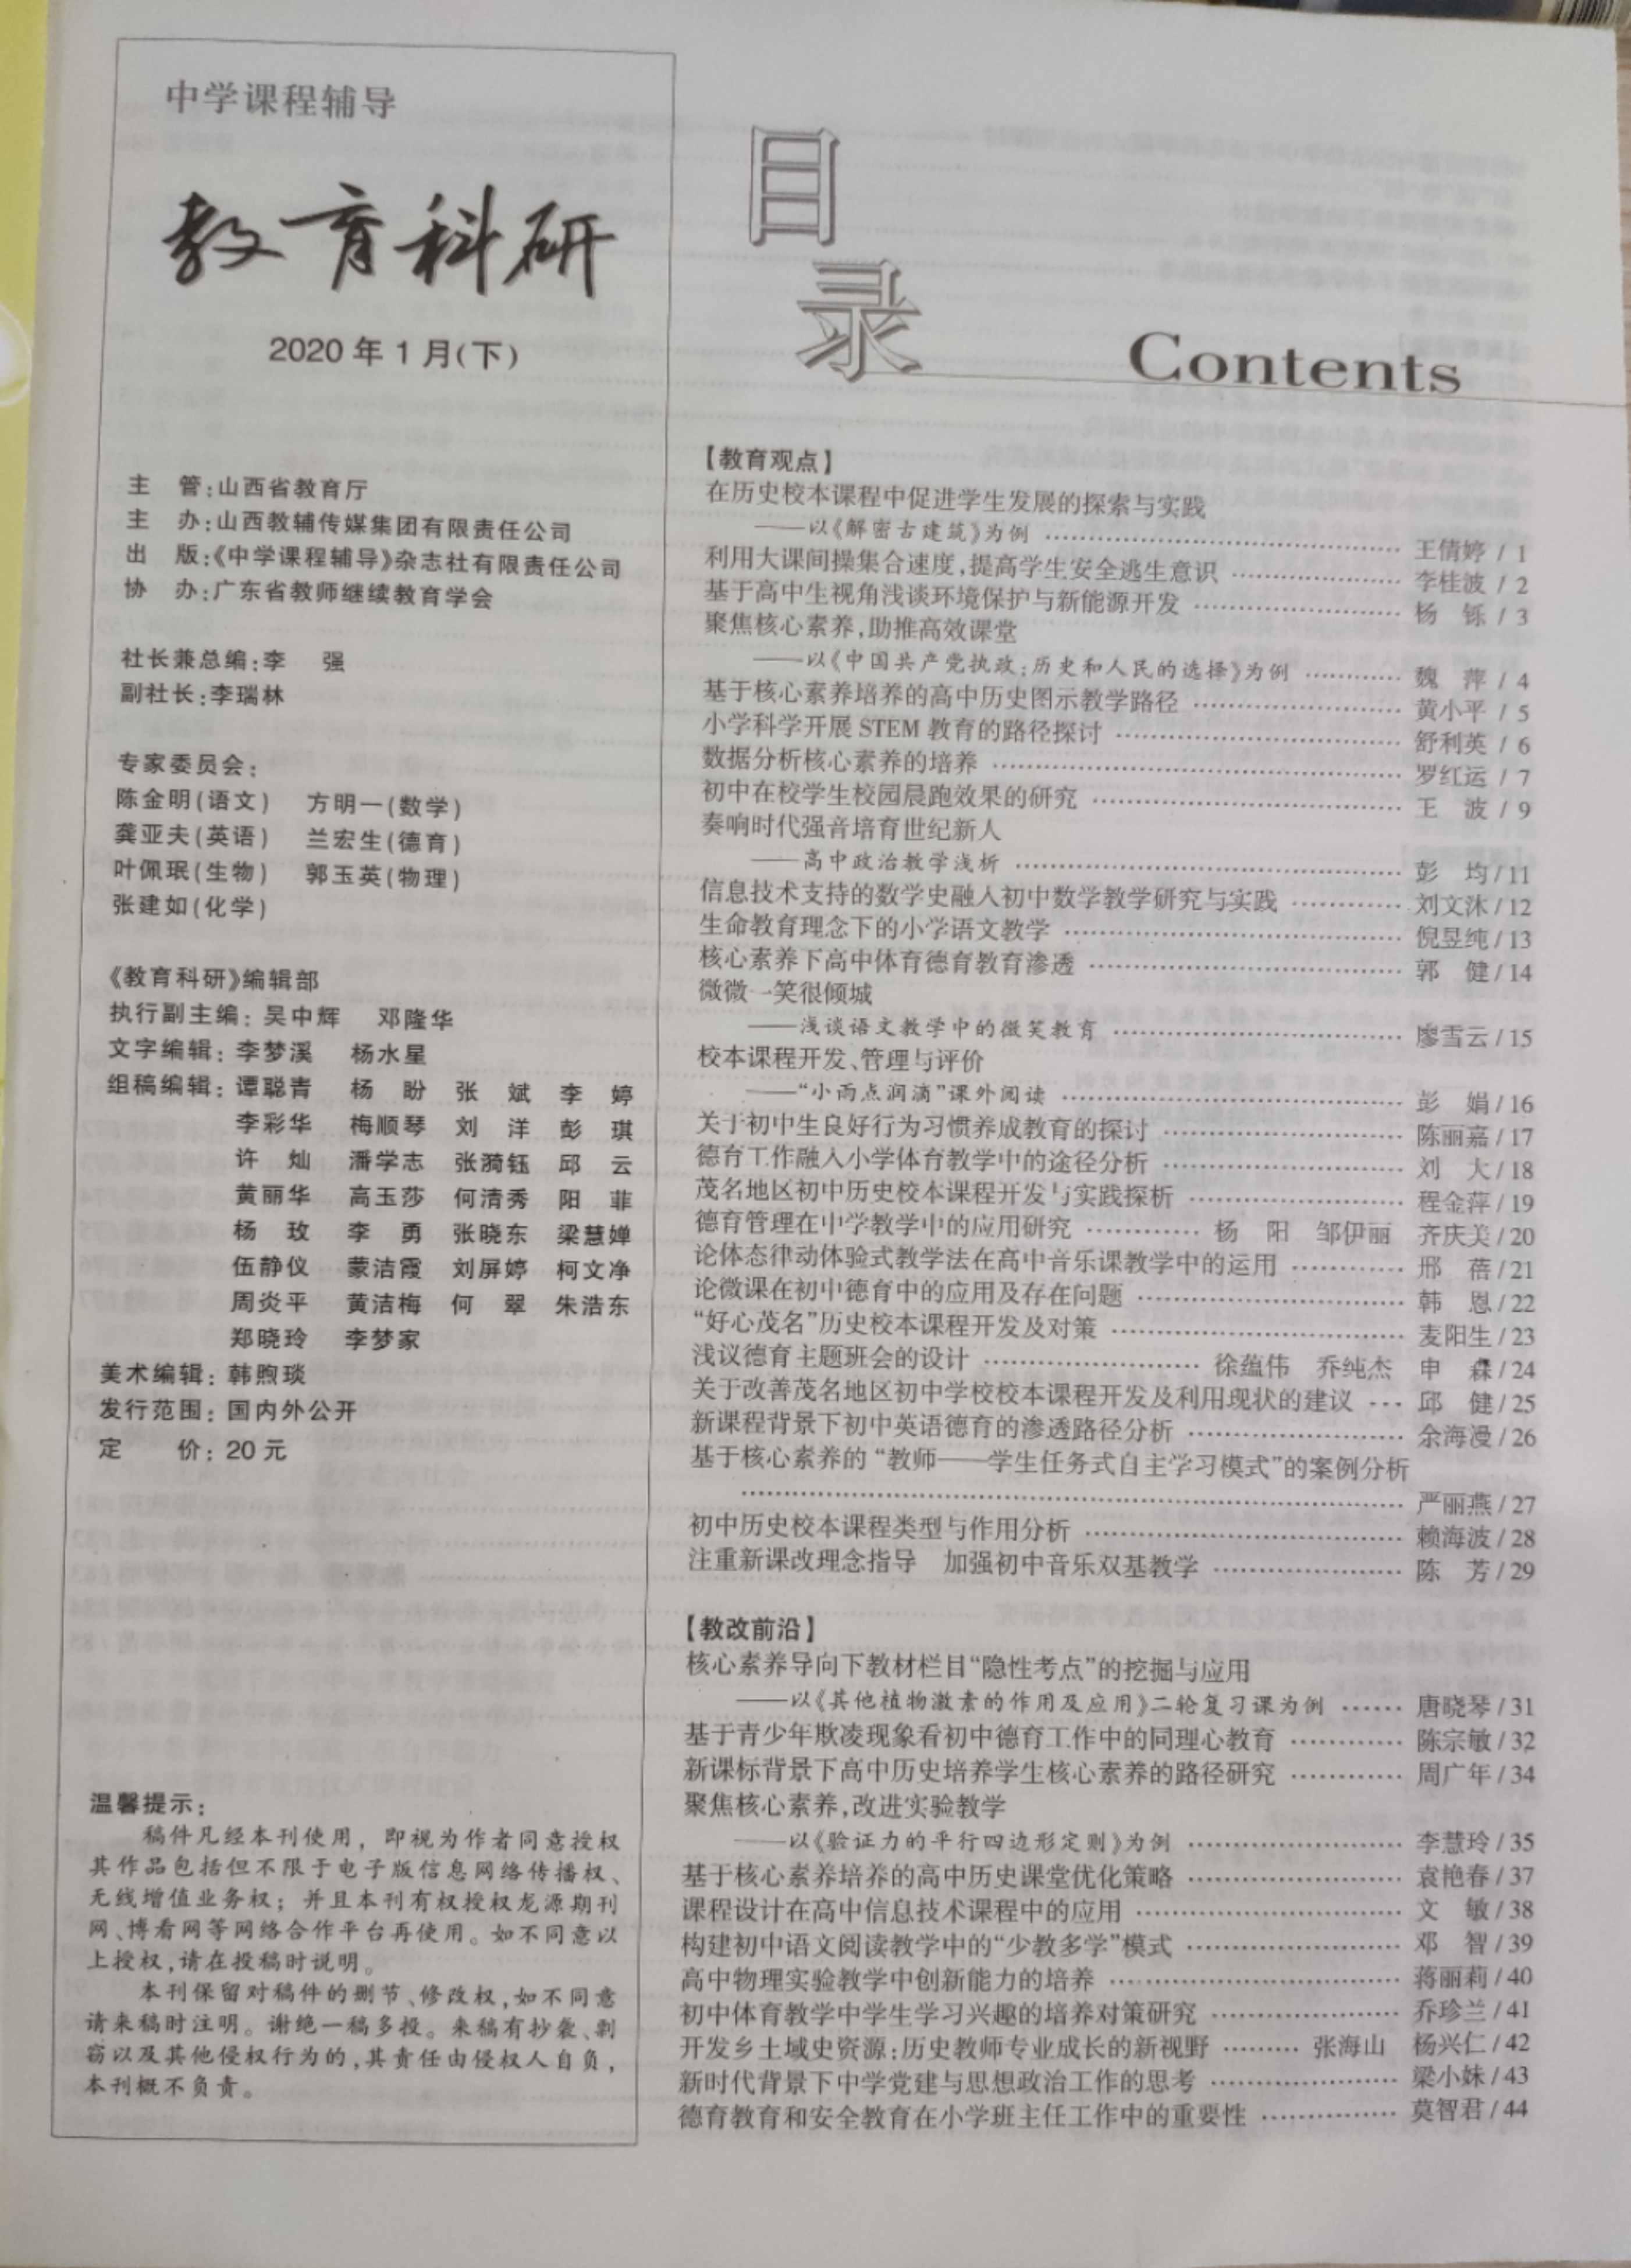 中学课程辅导
教育科研
2020年1月(下)
主　管:山西省教育厅
主　办:山西教辅传媒集团有限责任公司
出　版:《中学课程辅导》杂志社有限责任公司
协　办:广东省教师继续教育学会
社长兼总编:李　强
副社长:李瑞林
专家委员会:
陈金明(语文)　方明一(数学)
龚亚夫(英语)　兰宏生(德育)
叶佩珉(生物)　郭玉英(物理)
张建如(化学)
《教育科研》编辑部
执行副主编: 吴中辉　邓隆华
文字编辑: 李梦溪　杨水星
组稿编辑: 谭聪青　杨　盼　张　斌　李　婷
李彩华　梅顺琴　刘　洋　彭　琪
许　灿　潘学志　张漪钰　邱　云
黄丽华　高玉莎　何清秀　阳　菲
杨　玫　李　勇　张晓东　梁慧婵
伍静仪　蒙洁霞　刘屏婷　柯文净
周炎平　黄洁梅　何　翠　朱浩东
郑晓玲　李梦家
美术编辑: 韩煦琰
发行范围: 国内外公开
定　　价: 20元
温馨提示:
稿件凡经本刊使用，即视为作者同意授权
其作品包括但不限于电子版信息网络传播权、
无线增值业务权；并且本刊有权授权龙源期刊
网、博看网等网络合作平台再使用。如不同意以
上授权,请在投稿时说明。
本刊保留对稿件的删节、修改权,如不同意
请来稿时注明。谢绝一稿多投。来稿有抄袭、剽
窃以及其他侵权行为的,其责任由侵权人自负,
本刊概不负责。
目
录
Contents
【教育观点】
在历史校本课程中促进学生发展的探索与实践
——以《解密古建筑》为例 …… 王倩婷 / 1
利用大课间操集合速度,提高学生安全逃生意识 …… 李桂波 / 2
基于高中生视角浅谈环境保护与新能源开发 …… 杨　铄 / 3
聚焦核心素养,助推高效课堂
——以《中国共产党执政:历史和人民的选择》为例 …… 魏　萍 / 4
基于核心素养培养的高中历史图示教学路径 …… 黄小平 / 5
小学科学开展 STEM 教育的路径探讨 …… 舒利英 / 6
数据分析核心素养的培养 …… 罗红运 / 7
初中在校学生校园晨跑效果的研究 …… 王　波 / 9
奏响时代强音培育世纪新人
——高中政治教学浅析 …… 彭　均/11
信息技术支持的数学史融入初中数学教学研究与实践 …… 刘文沐/12
生命教育理念下的小学语文教学 …… 倪昱纯/13
核心素养下高中体育德育教育渗透 …… 郭　健/14
微微一笑很倾城
——浅谈语文教学中的微笑教育 …… 廖雪云/15
校本课程开发、管理与评价
——“小雨点润滴”课外阅读 …… 彭　娟/16
关于初中生良好行为习惯养成教育的探讨 …… 陈丽嘉/17
德育工作融入小学体育教学中的途径分析 …… 刘　大/18
茂名地区初中历史校本课程开发与实践探析 …… 程金萍/19
德育管理在中学教学中的应用研究 …… 杨　阳　邹伊丽　齐庆美/20
论体态律动体验式教学法在高中音乐课教学中的运用 …… 邢　蓓/21
论微课在初中德育中的应用及存在问题 …… 韩　恩/22
“好心茂名”历史校本课程开发及对策 …… 麦阳生/23
浅议德育主题班会的设计 …… 徐蕴伟　乔纯杰　申　森/24
关于改善茂名地区初中学校校本课程开发及利用现状的建议 … 邱　健/25
新课程背景下初中英语德育的渗透路径分析 …… 余海漫/26
基于核心素养的 “教师——学生任务式自主学习模式”的案例分析
…… 严丽燕/27
初中历史校本课程类型与作用分析 …… 赖海波/28
注重新课改理念指导　加强初中音乐双基教学 …… 陈　芳/29
【教改前沿】
核心素养导向下教材栏目“隐性考点”的挖掘与应用
——以《其他植物激素的作用及应用》二轮复习课为例 …… 唐晓琴/31
基于青少年欺凌现象看初中德育工作中的同理心教育 …… 陈宗敏/32
新课标背景下高中历史培养学生核心素养的路径研究 …… 周广年/34
聚焦核心素养,改进实验教学
——以《验证力的平行四边形定则》为例 …… 李慧玲/35
基于核心素养培养的高中历史课堂优化策略 …… 袁艳春/37
课程设计在高中信息技术课程中的应用 …… 文　敏/38
构建初中语文阅读教学中的“少教多学”模式 …… 邓　智/39
高中物理实验教学中创新能力的培养 …… 蒋丽莉/40
初中体育教学中学生学习兴趣的培养对策研究 …… 乔珍兰/41
开发乡土域史资源:历史教师专业成长的新视野 …… 张海山　杨兴仁/42
新时代背景下中学党建与思想政治工作的思考 …… 梁小妹/43
德育教育和安全教育在小学班主任工作中的重要性 …… 莫智君/44